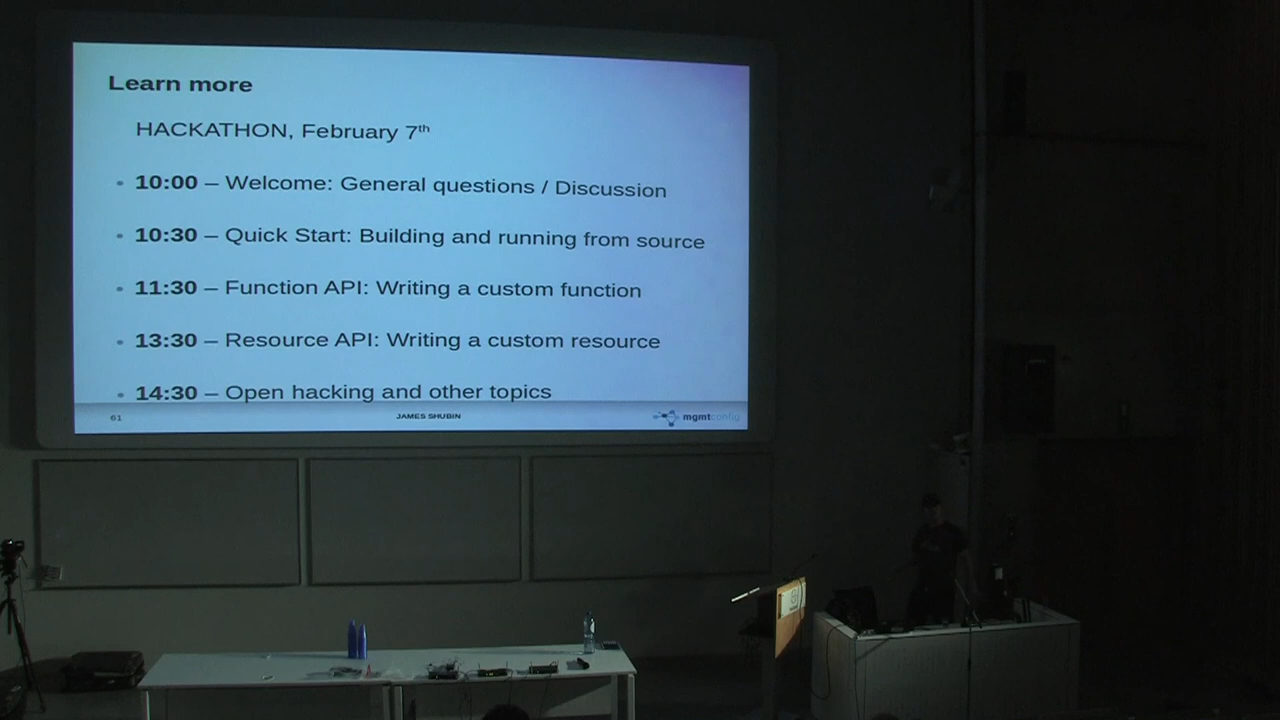 Learn more
HACKATHON, February 7th
• 10:00 – Welcome: General questions / Discussion
• 10:30 – Quick Start: Building and running from source
• 11:30 – Function API: Writing a custom function
• 13:30 – Resource API: Writing a custom resource
• 14:30 – Open hacking and other topics
61
JAMES SHUBIN
mgmtconfig